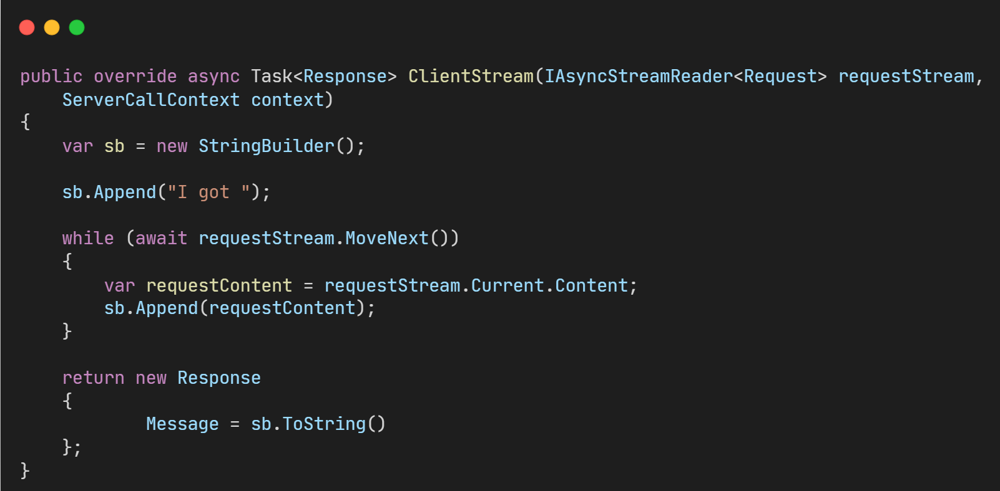 public override async Task<Response> ClientStream(IAsyncStreamReader<Request> requestStream,
    ServerCallContext context)
{
    var sb = new StringBuilder();

    sb.Append("I got ");

    while (await requestStream.MoveNext())
    {
        var requestContent = requestStream.Current.Content;
        sb.Append(requestContent);
    }

    return new Response
    {
            Message = sb.ToString()
    };
}